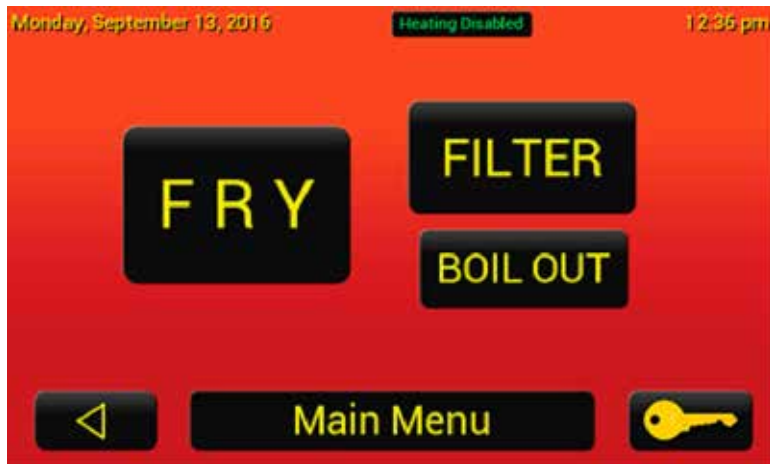 Monday, September 13, 2016 Heating Disabled 12:36 pm
FRY
FILTER
BOIL OUT
Main Menu